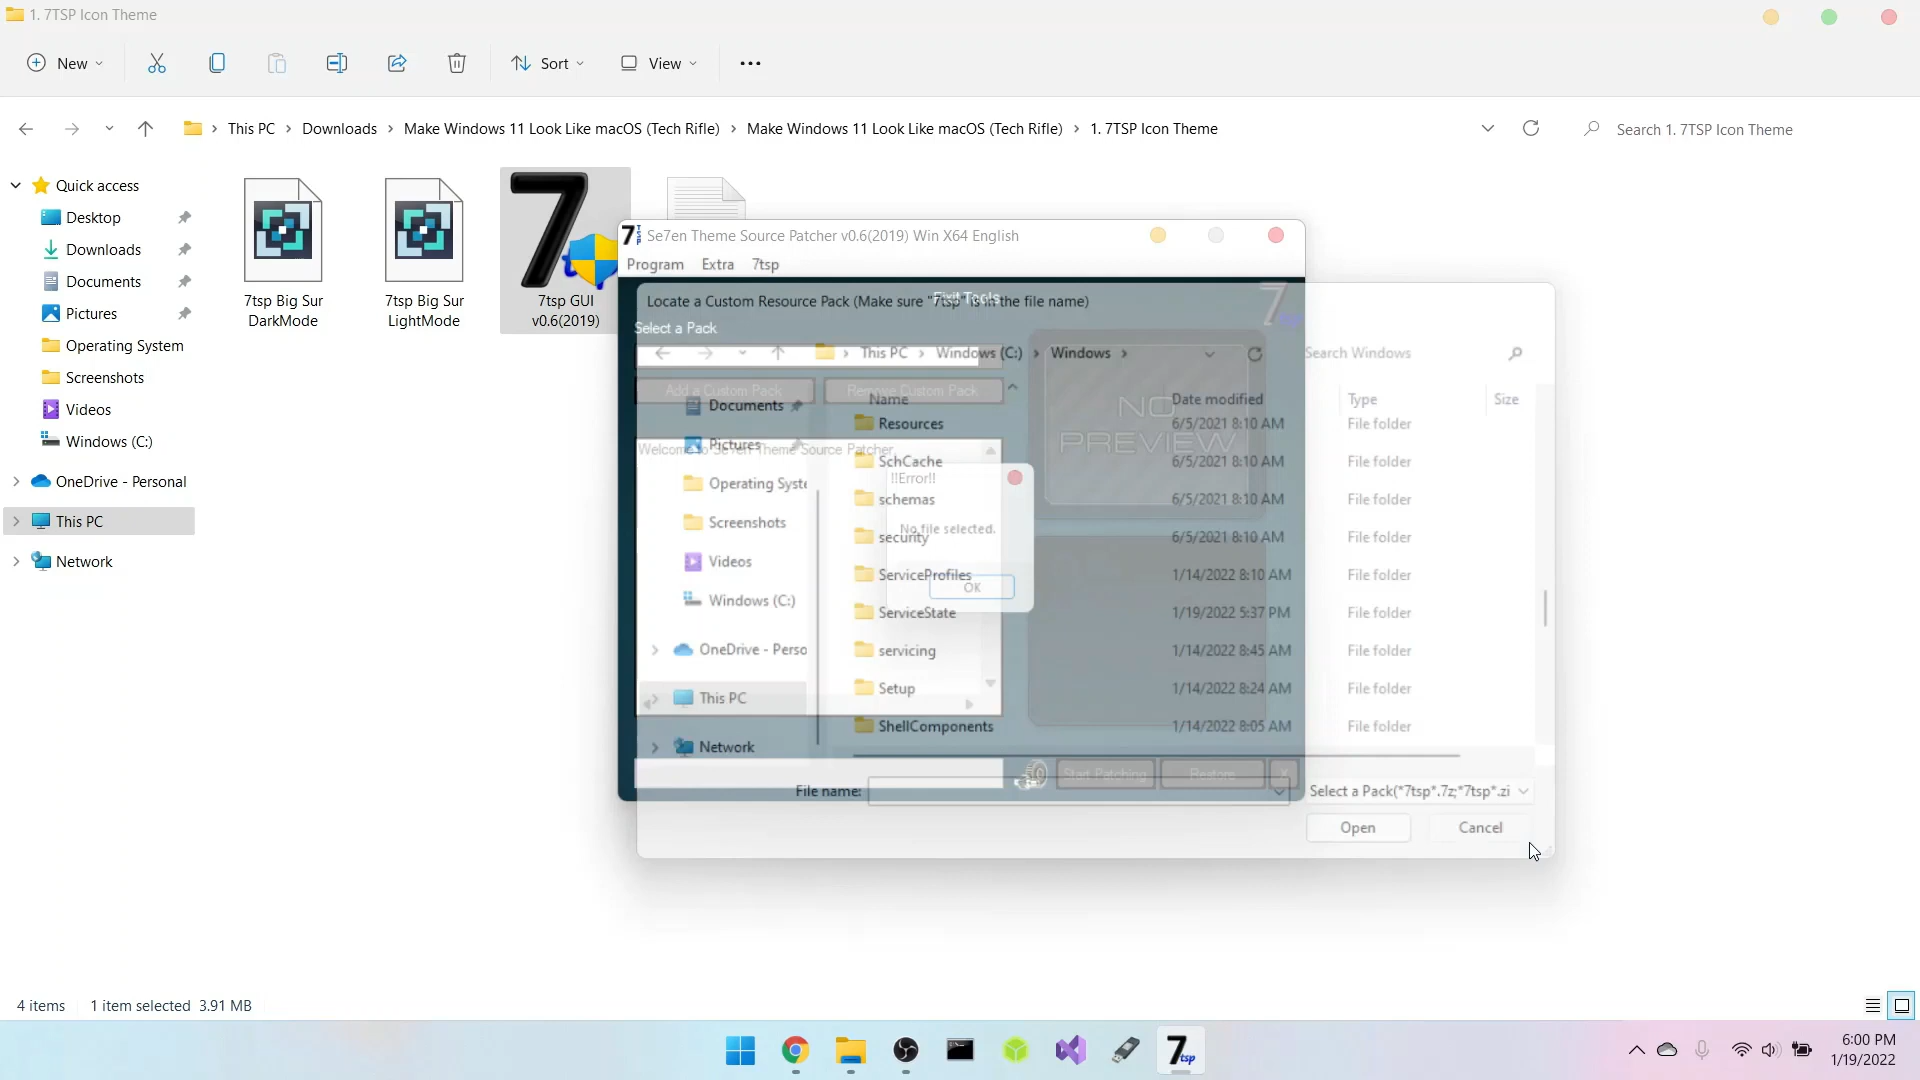 1. 7TSP Icon Theme
New
Sort
View
This PC
Downloads
Make Windows 11 Look Like macOS (Tech Rifle)
Make Windows 11 Look Like macOS (Tech Rifle)
1. 7TSP Icon Theme
Search 1. 7TSP Icon Theme
Quick access
Desktop
Downloads
Documents
Pictures
Operating System
Screenshots
Videos
Windows (C:)
OneDrive - Personal
This PC
Network
7tsp Big Sur
DarkMode
7tsp Big Sur
LightMode
7tsp GUI
v0.6(2019)
Se7en Theme Source Patcher v0.6(2019) Win X64 English
Program
Extra
7tsp
Locate a Custom Resource Pack (Make sure "7tsp" is in the file name)
Select a Pack
This PC
Windows (C:)
Windows
Search Windows
Add a Custom Pack
Remove Custom Pack
Name
Date modified
Type
Size
NO
PREVIEW
Welcome to Se7en Theme Source Patcher
Documents
Pictures
Operating Syste
Screenshots
Videos
Windows (C:)
OneDrive - Perso
This PC
Network
Resources
6/5/2021 8:10 AM
File folder
SchCache
6/5/2021 8:10 AM
File folder
schemas
6/5/2021 8:10 AM
File folder
security
6/5/2021 8:10 AM
File folder
ServiceProfiles
1/14/2022 8:10 AM
File folder
ServiceState
1/19/2022 5:37 PM
File folder
servicing
1/14/2022 8:45 AM
File folder
Setup
1/14/2022 8:24 AM
File folder
ShellComponents
1/14/2022 8:05 AM
File folder
!!Error!!
No file selected.
OK
Start Patching
Restore
File name:
Select a Pack(*7tsp*.7z;*7tsp*.zi
Open
Cancel
4 items
1 item selected 3.91 MB
7
tsp
6:00 PM
1/19/2022